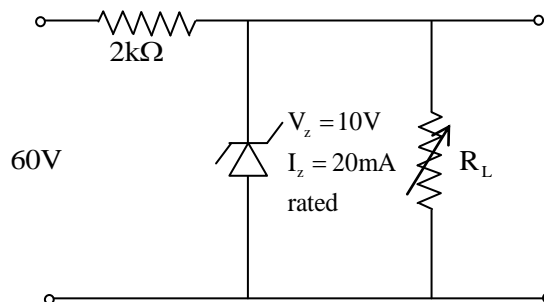 2kΩ
V_z = 10V
60V
I_z = 20mA
R_L
rated